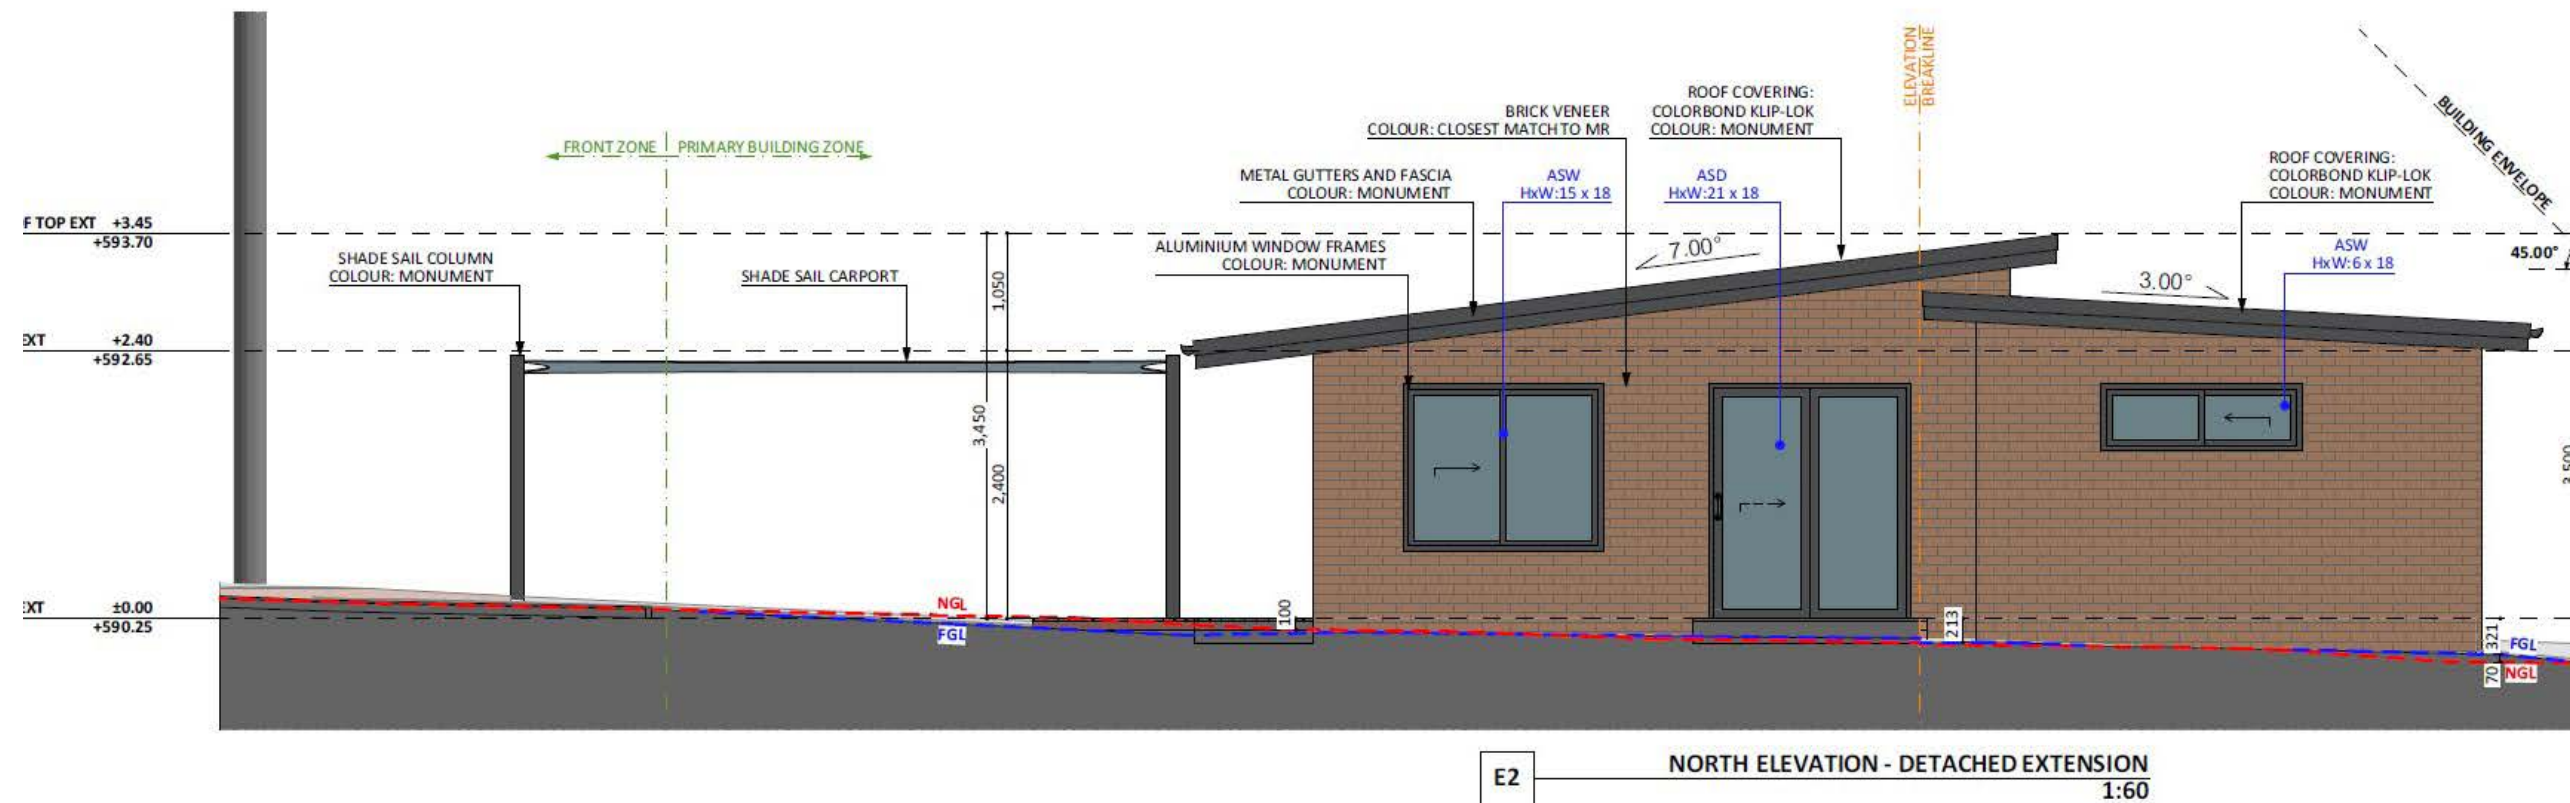 ELEVATION
BREAKLINE
ROOF COVERING:
COLORBOND KLIP-LOK
COLOUR: MONUMENT
BRICK VENEER
COLOUR: CLOSEST MATCH TO MR
BUILDING ENVELOPE
FRONT ZONE
PRIMARY BUILDING ZONE
METAL GUTTERS AND FASCIA
COLOUR: MONUMENT
ASW
HxW:15 x 18
ASD
HxW:21 x 18
ROOF COVERING:
COLORBOND KLIP-LOK
COLOUR: MONUMENT
F TOP EXT +3.45
+593.70
SHADE SAIL COLUMN
COLOUR: MONUMENT
SHADE SAIL CARPORT
ALUMINIUM WINDOW FRAMES
COLOUR: MONUMENT
7.00°
ASW
HxW:6 x 18
45.00°
3.00°
1,050
EXT +2.40
+592.65
3,450
2,400
EXT ±0.00
+590.25
NGL
FGL
100
213
321
70
FGL
NGL
E2
NORTH ELEVATION - DETACHED EXTENSION
1:60